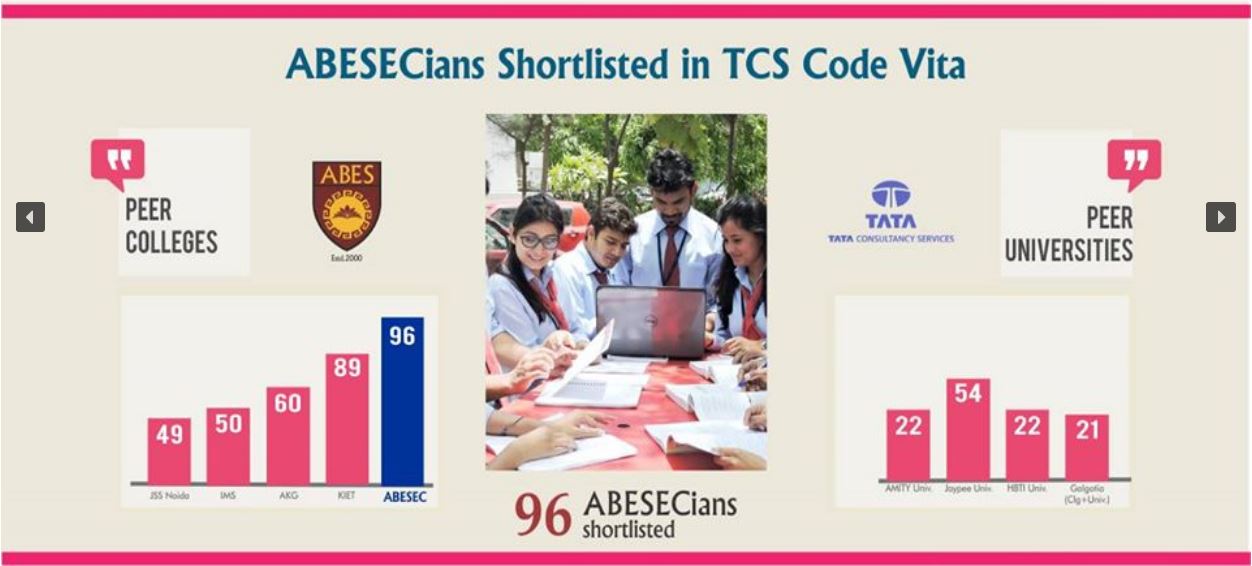 ABESECians Shortlisted in TCS Code Vita
PEER
COLLEGES
ABES
Estd.2000
TATA
TATA CONSULTANCY SERVICES
PEER
UNIVERSITIES
49
50
60
89
96
JSS Noida
IMS
AKG
KIET
ABESEC
22
54
22
21
AMITY Univ.
Jaypee Univ.
HBTI Univ.
Galgotia
(Clg+Univ.)
96 ABESECians
shortlisted